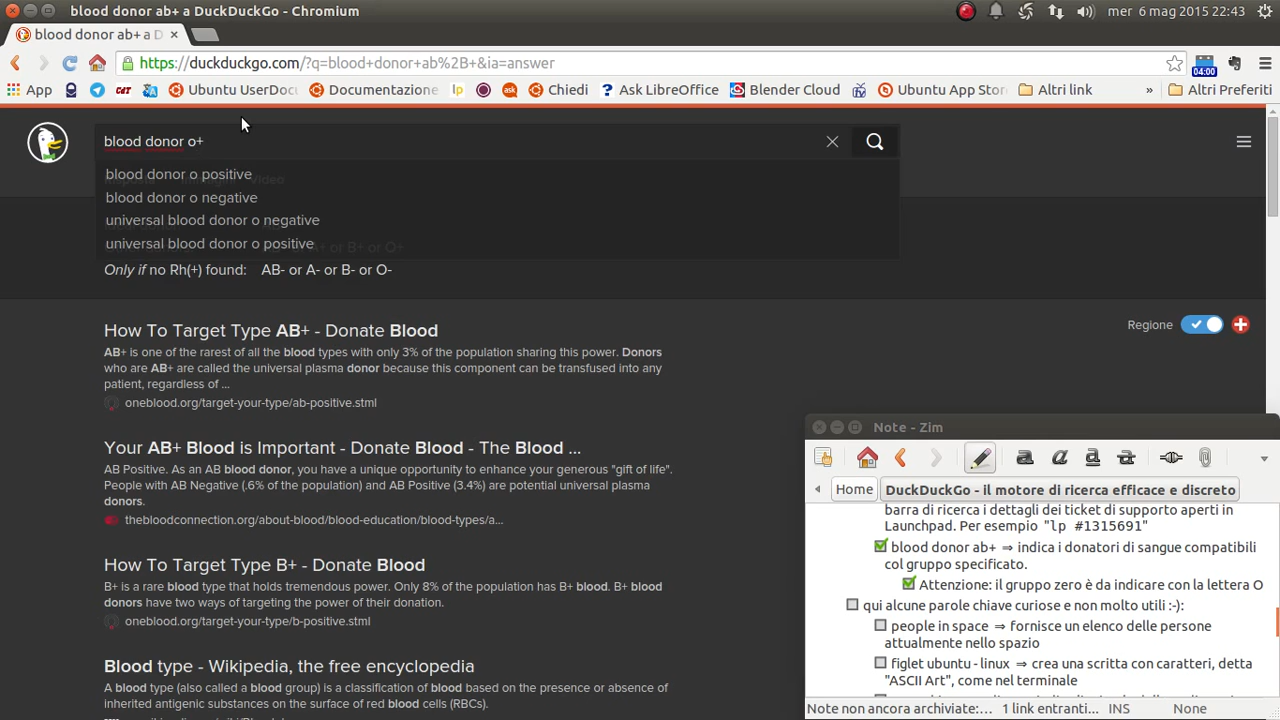 blood donor ab+ a DuckDuckGo - Chromium
mer 6 mag 2015 22:43
blood donor ab+ a D
https://duckduckgo.com/?q=blood+donor+ab%2B+&ia=answer
04:00
App
CAT
Ubuntu UserDocu
Documentazione
lp
ask
Chiedi
? Ask LibreOffice
Blender Cloud
Ubuntu App Store
Altri link
»
Altri Preferiti
blood donor o+
blood donor o positive
blood donor o negative
universal blood donor o negative
universal blood donor o positive
Only if no Rh(+) found: AB- or A- or B- or O-
Regione
How To Target Type AB+ - Donate Blood
AB+ is one of the rarest of all the blood types with only 3% of the population sharing this power. Donors
who are AB+ are called the universal plasma donor because this component can be transfused into any
patient, regardless of ...
oneblood.org/target-your-type/ab-positive.stml
Your AB+ Blood is Important - Donate Blood - The Blood ...
AB Positive. As an AB blood donor, you have a unique opportunity to enhance your generous "gift of life".
People with AB Negative (.6% of the population) and AB Positive (3.4%) are potential universal plasma
donors.
thebloodconnection.org/about-blood/blood-education/blood-types/a...
How To Target Type B+ - Donate Blood
B+ is a rare blood type that holds tremendous power. Only 8% of the population has B+ blood. B+ blood
donors have two ways of targeting the power of their donation.
oneblood.org/target-your-type/b-positive.stml
Blood type - Wikipedia, the free encyclopedia
A blood type (also called a blood group) is a classification of blood based on the presence or absence of
inherited antigenic substances on the surface of red blood cells (RBCs).
Note - Zim
Home
DuckDuckGo - il motore di ricerca efficace e discreto
barra di ricerca i dettagli dei ticket di supporto aperti in
Launchpad. Per esempio "lp #1315691"
blood donor ab+ ⇒ indica i donatori di sangue compatibili
col gruppo specificato.
Attenzione: il gruppo zero è da indicare con la lettera O
qui alcune parole chiave curiose e non molto utili :-):
people in space ⇒ fornisce un elenco delle persone
attualmente nello spazio
figlet ubuntu-linux ⇒ crea una scritta con caratteri, detta
"ASCII Art", come nel terminale
Note non ancora archiviate:...
1 link entranti...
INS
None